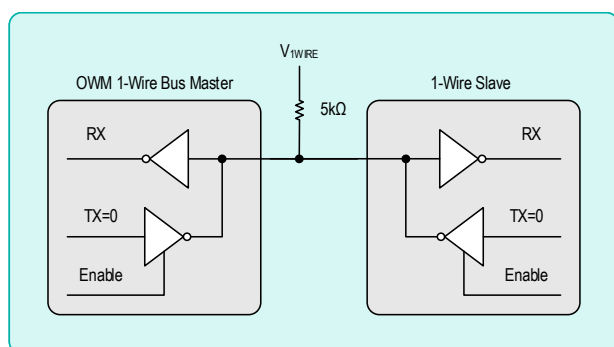 V1WIRE
OWM 1-Wire Bus Master
1-Wire Slave
5kΩ
RX
RX
TX=0
TX=0
Enable
Enable